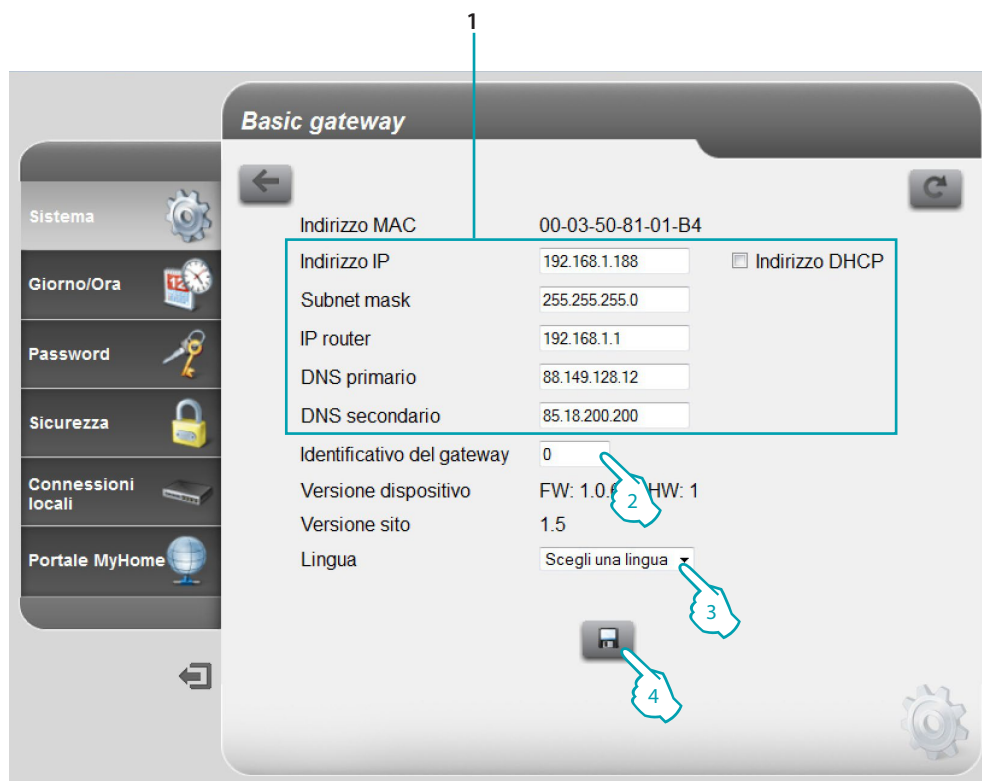 1
Basic gateway
Sistema
Giorno/Ora
Password
Sicurezza
Connessioni
locali
Portale MyHome
Indirizzo MAC 00-03-50-81-01-B4
Indirizzo IP 192.168.1.188 Indirizzo DHCP
Subnet mask 255.255.255.0
IP router 192.168.1.1
DNS primario 88.149.128.12
DNS secondario 85.18.200.200
Identificativo del gateway 0
Versione dispositivo FW: 1.0. HW: 1
2
Versione sito 1.5
Lingua Scegli una lingua
3
4